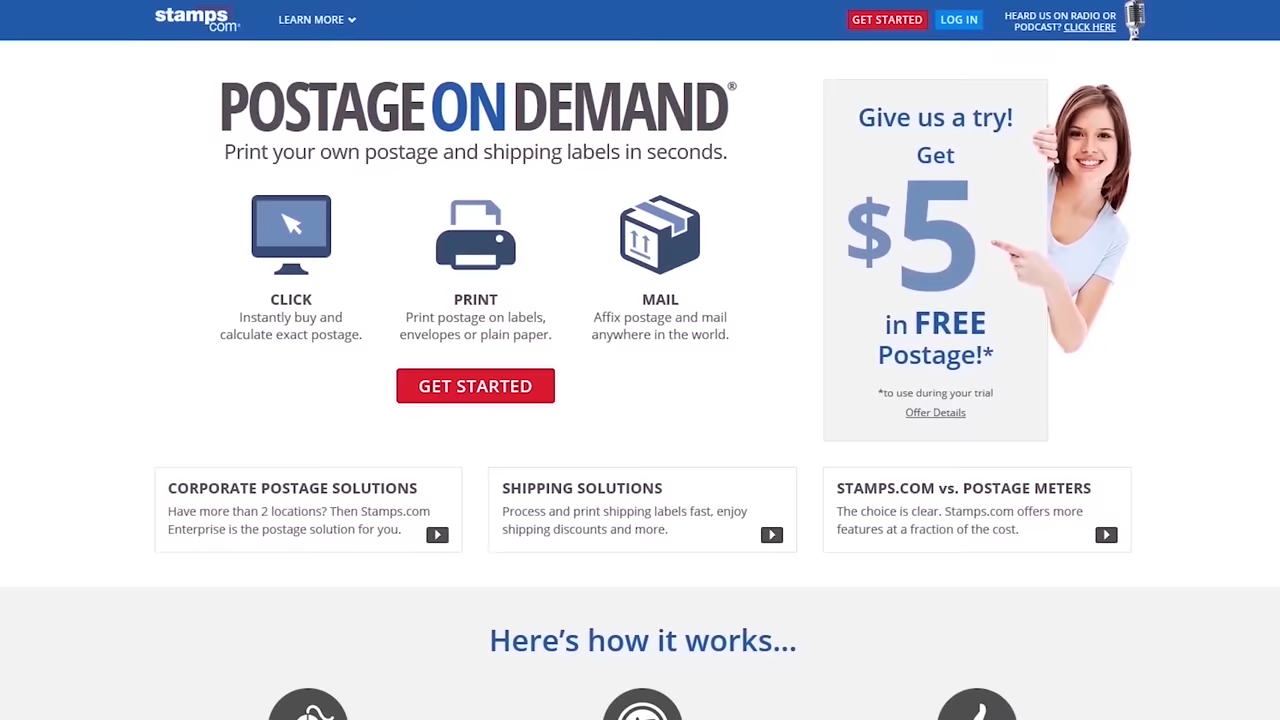 stamps
.com®
LEARN MORE
GET STARTED
LOG IN
HEARD US ON RADIO OR
PODCAST? CLICK HERE
POSTAGE ON DEMAND®
Print your own postage and shipping labels in seconds.
CLICK
Instantly buy and
calculate exact postage.
PRINT
Print postage on labels,
envelopes or plain paper.
MAIL
Affix postage and mail
anywhere in the world.
GET STARTED
Give us a try!
Get
$5
in FREE
Postage!*
*to use during your trial
Offer Details
CORPORATE POSTAGE SOLUTIONS
Have more than 2 locations? Then Stamps.com
Enterprise is the postage solution for you.
SHIPPING SOLUTIONS
Process and print shipping labels fast, enjoy
shipping discounts and more.
STAMPS.COM vs. POSTAGE METERS
The choice is clear. Stamps.com offers more
features at a fraction of the cost.
Here's how it works...